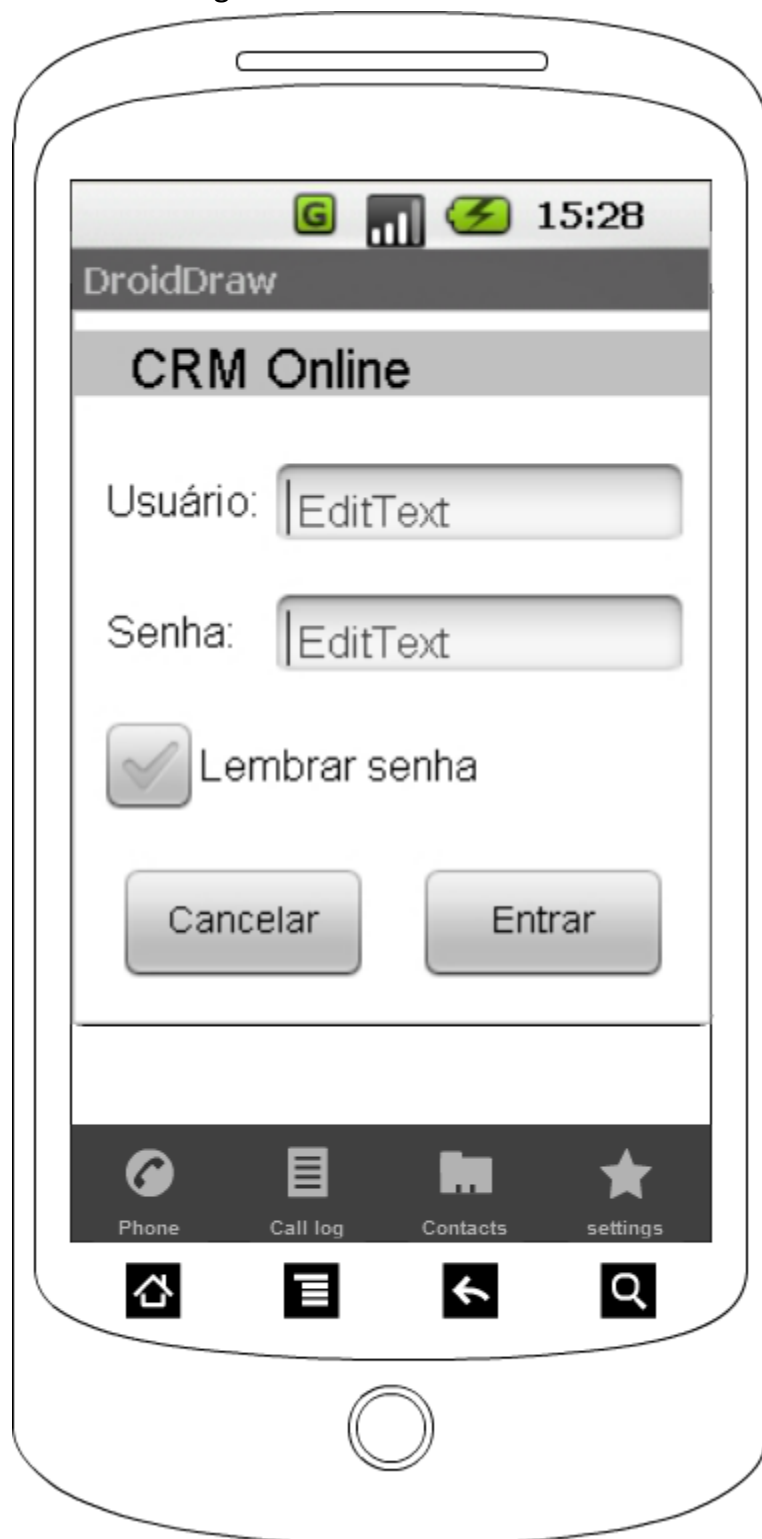 G 15:28
DroidDraw
CRM Online
Usuário: EditText
Senha: EditText
Lembrar senha
Cancelar Entrar
Phone Call log Contacts settings